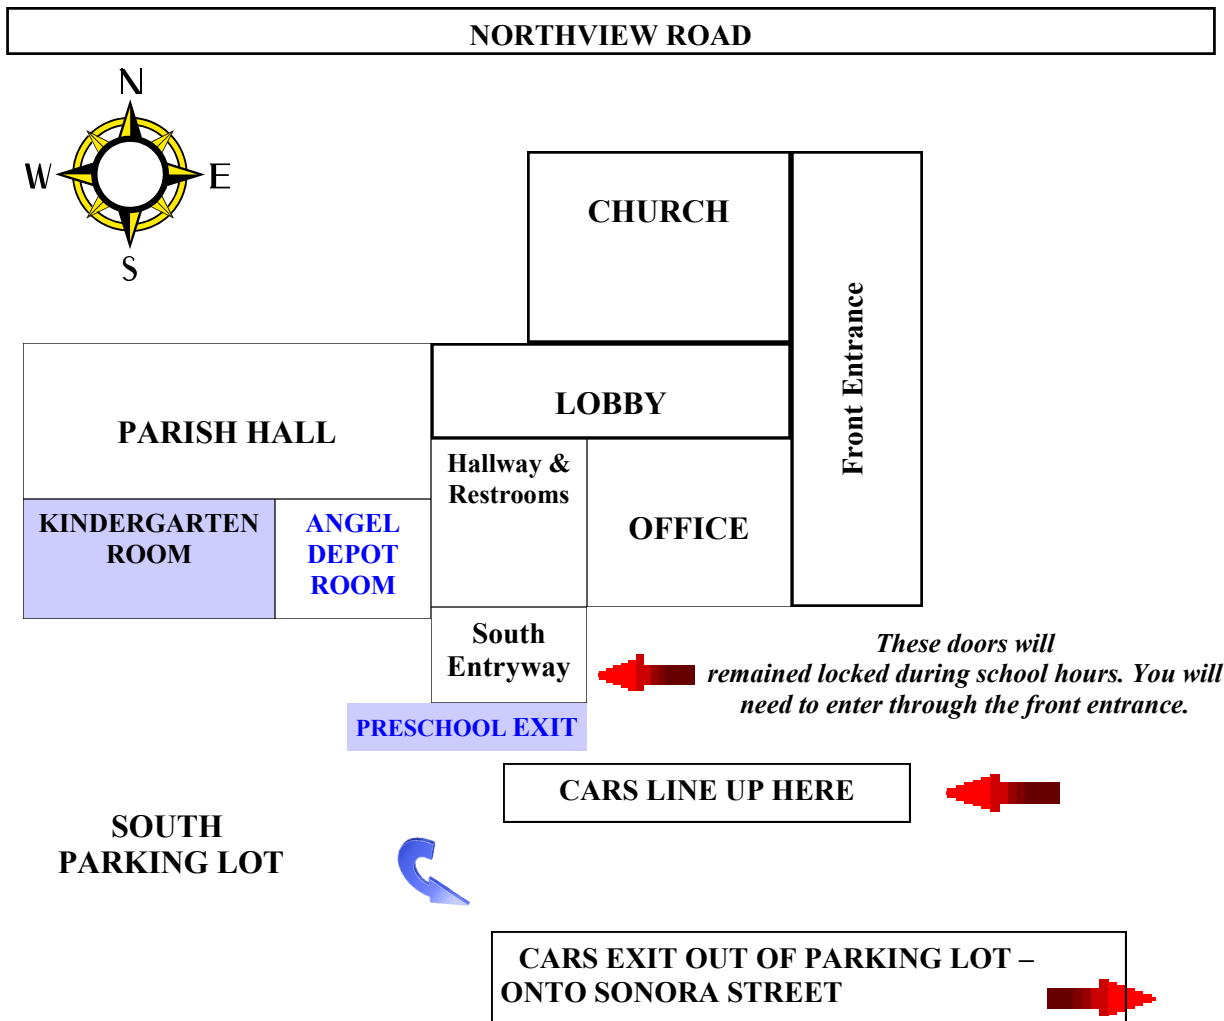 NORTHVIEW ROAD
N
W
E
S
CHURCH
Front Entrance
LOBBY
PARISH HALL
Hallway &
Restrooms
OFFICE
KINDERGARTEN
ROOM
ANGEL
DEPOT
ROOM
South
Entryway
These doors will
remained locked during school hours. You will
need to enter through the front entrance.
PRESCHOOL EXIT
CARS LINE UP HERE
SOUTH
PARKING LOT
CARS EXIT OUT OF PARKING LOT –
ONTO SONORA STREET